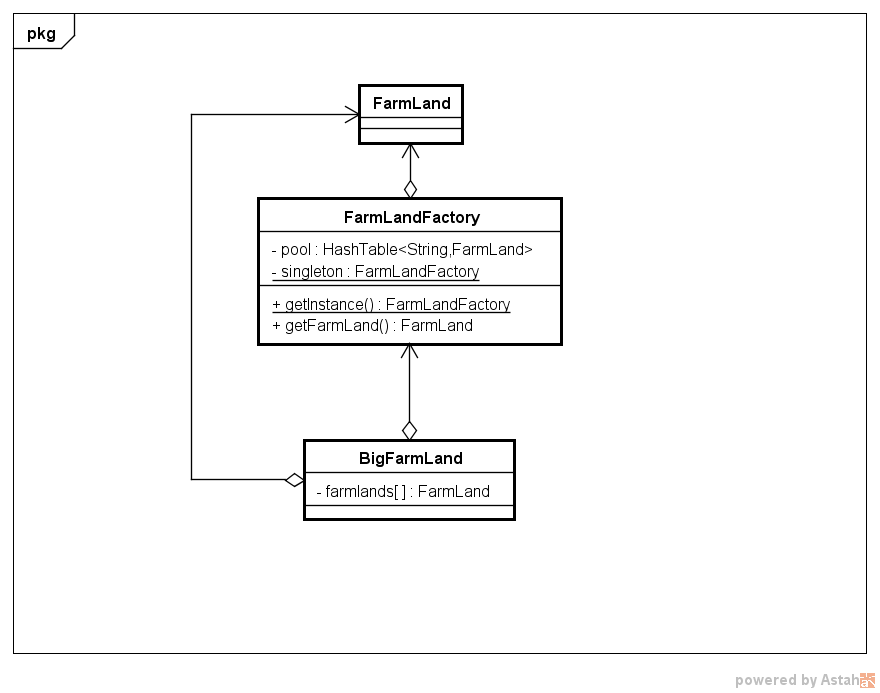 pkg
FarmLand
FarmLandFactory
- pool : HashTable<String,FarmLand>
- singleton : FarmLandFactory
+ getInstance() : FarmLandFactory
+ getFarmLand() : FarmLand
BigFarmLand
- farmlands[ ] : FarmLand
powered by Astah